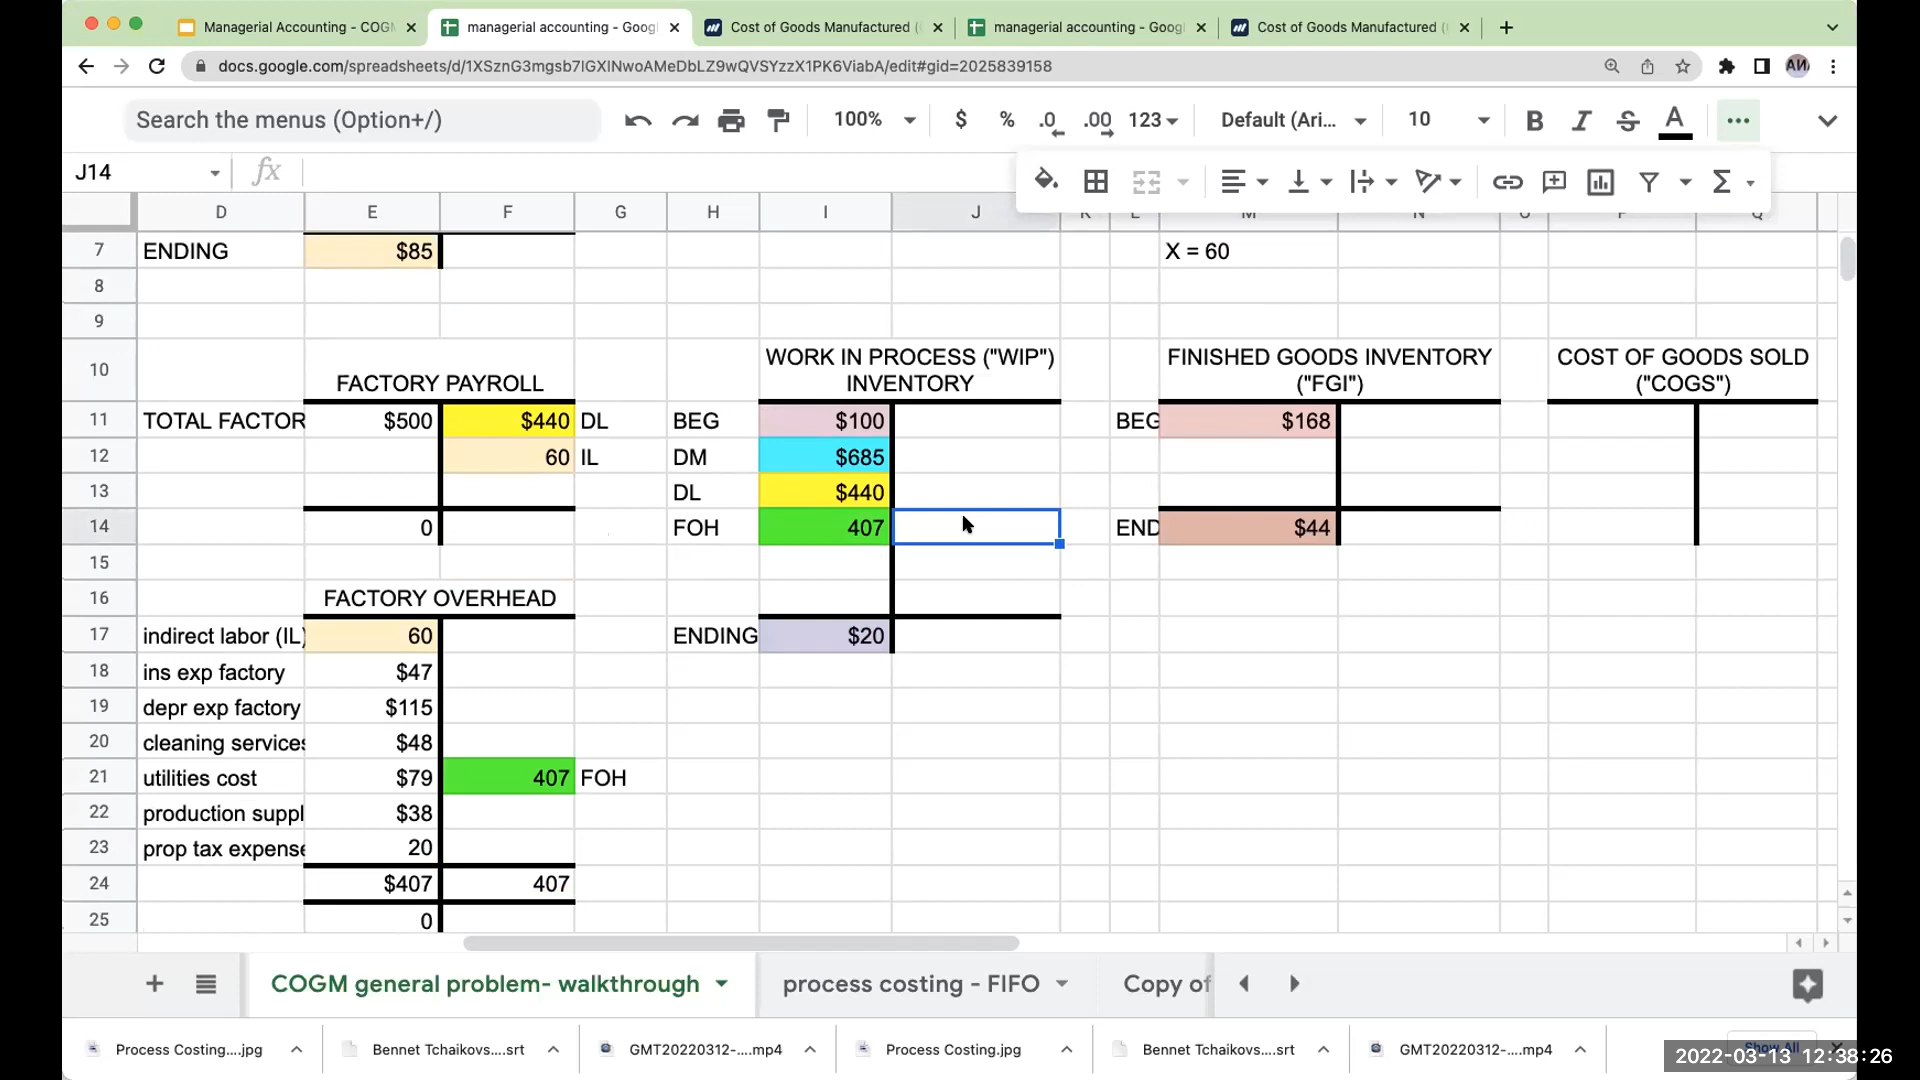 Managerial Accounting - COGM
managerial accounting - Googl
Cost of Goods Manufactured (
managerial accounting - Googl
Cost of Goods Manufactured (
docs.google.com/spreadsheets/d/1XSznG3mgsb7lGXlNwoAMeDbLZ9wQVSYzzX1PK6ViabA/edit#gid=2025839158
Search the menus (Option+/) 100% $ % .0 .00 123 Default (Ari... 10 B I S A
J14 fx
D E F G H I J K L M N O P Q
7 ENDING $85 X = 60
8
9
10 FACTORY PAYROLL WORK IN PROCESS ("WIP") INVENTORY FINISHED GOODS INVENTORY ("FGI") COST OF GOODS SOLD ("COGS")
11 TOTAL FACTOR $500 $440 DL BEG $100 BEG $168
12 60 IL DM $685
13 DL $440
14 0 FOH 407 END $44
15
16 FACTORY OVERHEAD
17 indirect labor (IL) 60 ENDING $20
18 ins exp factory $47
19 depr exp factory $115
20 cleaning services $48
21 utilities cost $79 407 FOH
22 production suppl $38
23 prop tax expense 20
24 $407 407
25 0
COGM general problem- walkthrough process costing - FIFO Copy of
Process Costing....jpg Bennet Tchaikovs....srt GMT20220312-....mp4 Process Costing.jpg Bennet Tchaikovs....srt GMT20220312-....mp4 Show All
2022-03-13 12:38:26